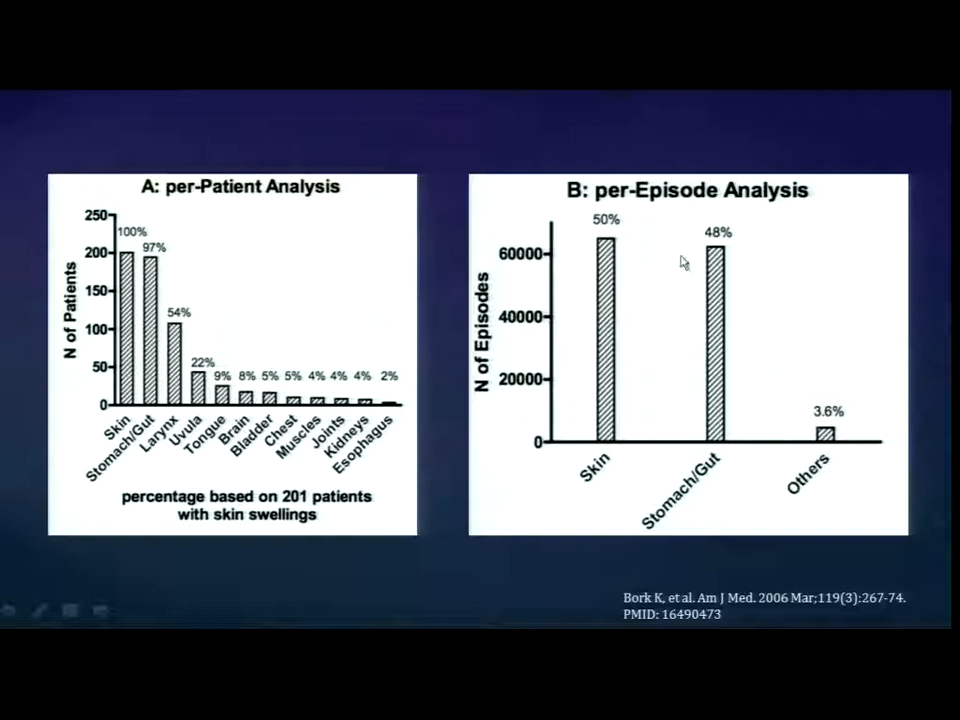 A: per-Patient Analysis
N of Patients
250
200
150
100
50
0
100%
97%
54%
22%
9%
8%
5%
5%
4%
4%
4%
2%
Skin
Stomach/Gut
Larynx
Uvula
Tongue
Brain
Bladder
Chest
Muscles
Joints
Kidneys
Esophagus
percentage based on 201 patients
with skin swellings
B: per-Episode Analysis
N of Episodes
60000
40000
20000
0
50%
48%
3.6%
Skin
Stomach/Gut
Others
Bork K, et al. Am J Med. 2006 Mar;119(3):267-74.
PMID: 16490473